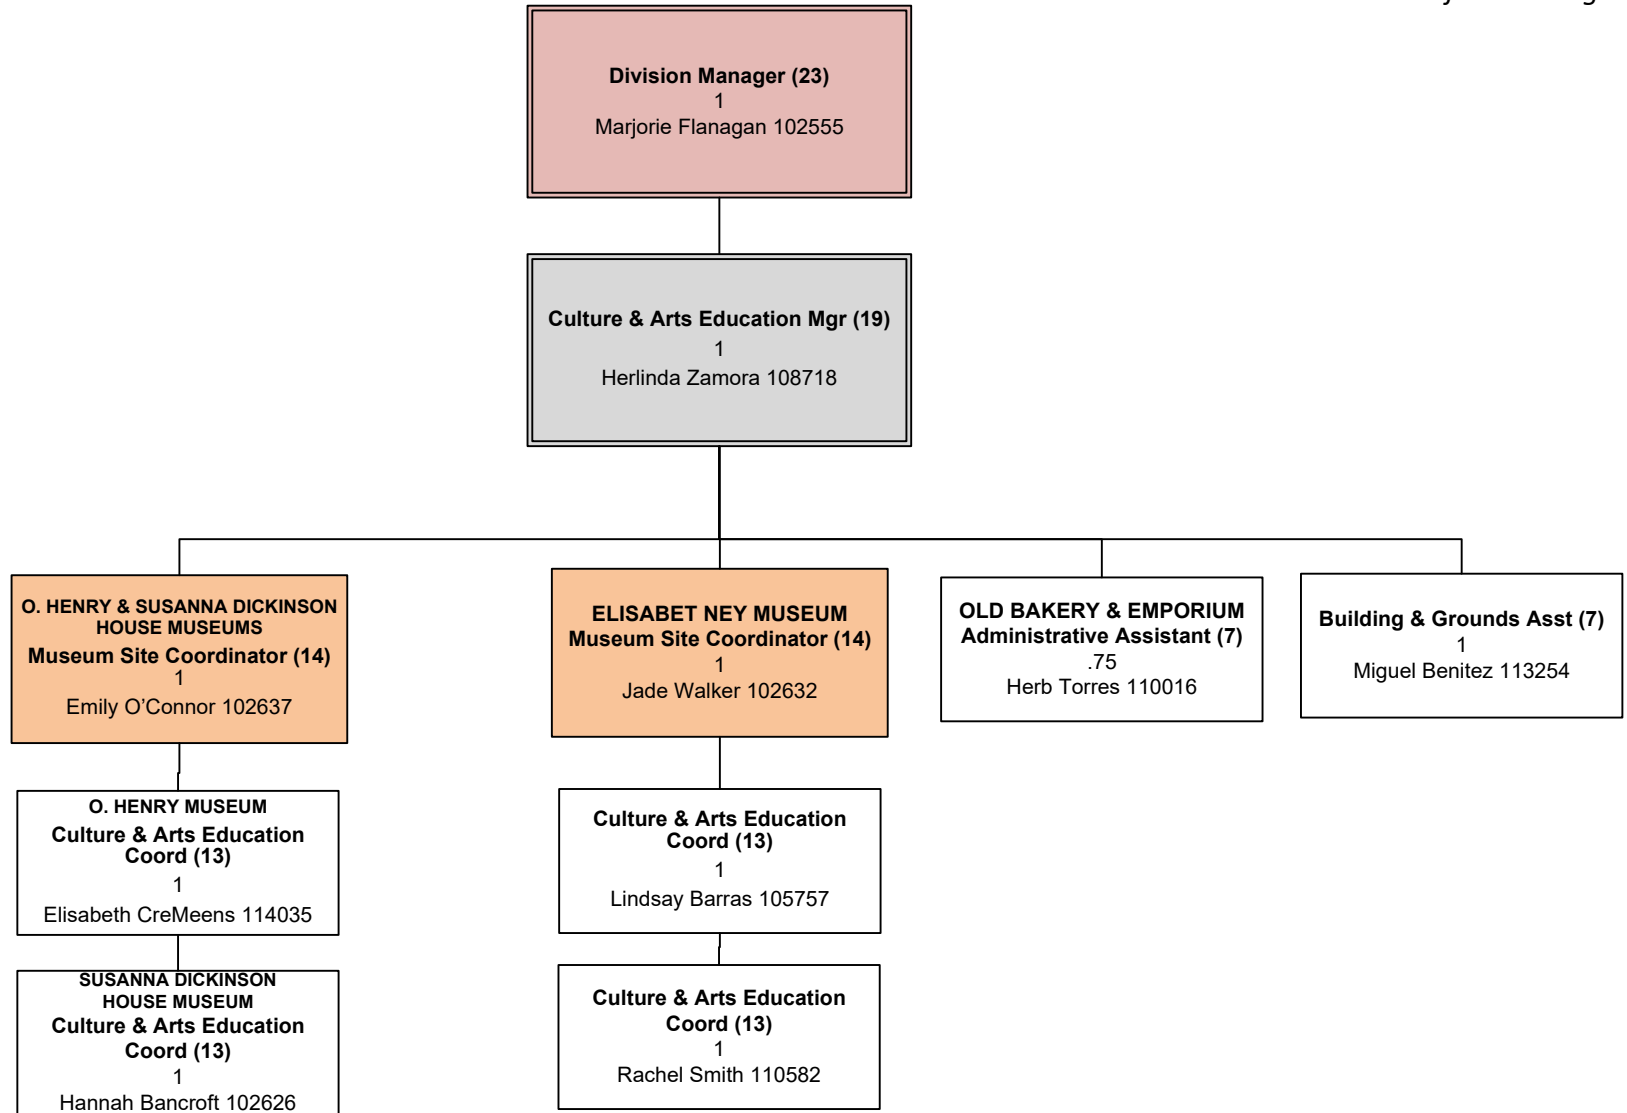 Division Manager (23)
1
Marjorie Flanagan 102555
Culture & Arts Education Mgr (19)
1
Herlinda Zamora 108718
O. HENRY & SUSANNA DICKINSON
HOUSE MUSEUMS
Museum Site Coordinator (14)
1
Emily O’Connor 102637
ELISABET NEY MUSEUM
Museum Site Coordinator (14)
1
Jade Walker 102632
OLD BAKERY & EMPORIUM
Administrative Assistant (7)
.75
Herb Torres 110016
Building & Grounds Asst (7)
1
Miguel Benitez 113254
O. HENRY MUSEUM
Culture & Arts Education
Coord (13)
1
Elisabeth CreMeens 114035
Culture & Arts Education
Coord (13)
1
Lindsay Barras 105757
SUSANNA DICKINSON
HOUSE MUSEUM
Culture & Arts Education
Coord (13)
1
Hannah Bancroft 102626
Culture & Arts Education
Coord (13)
1
Rachel Smith 110582